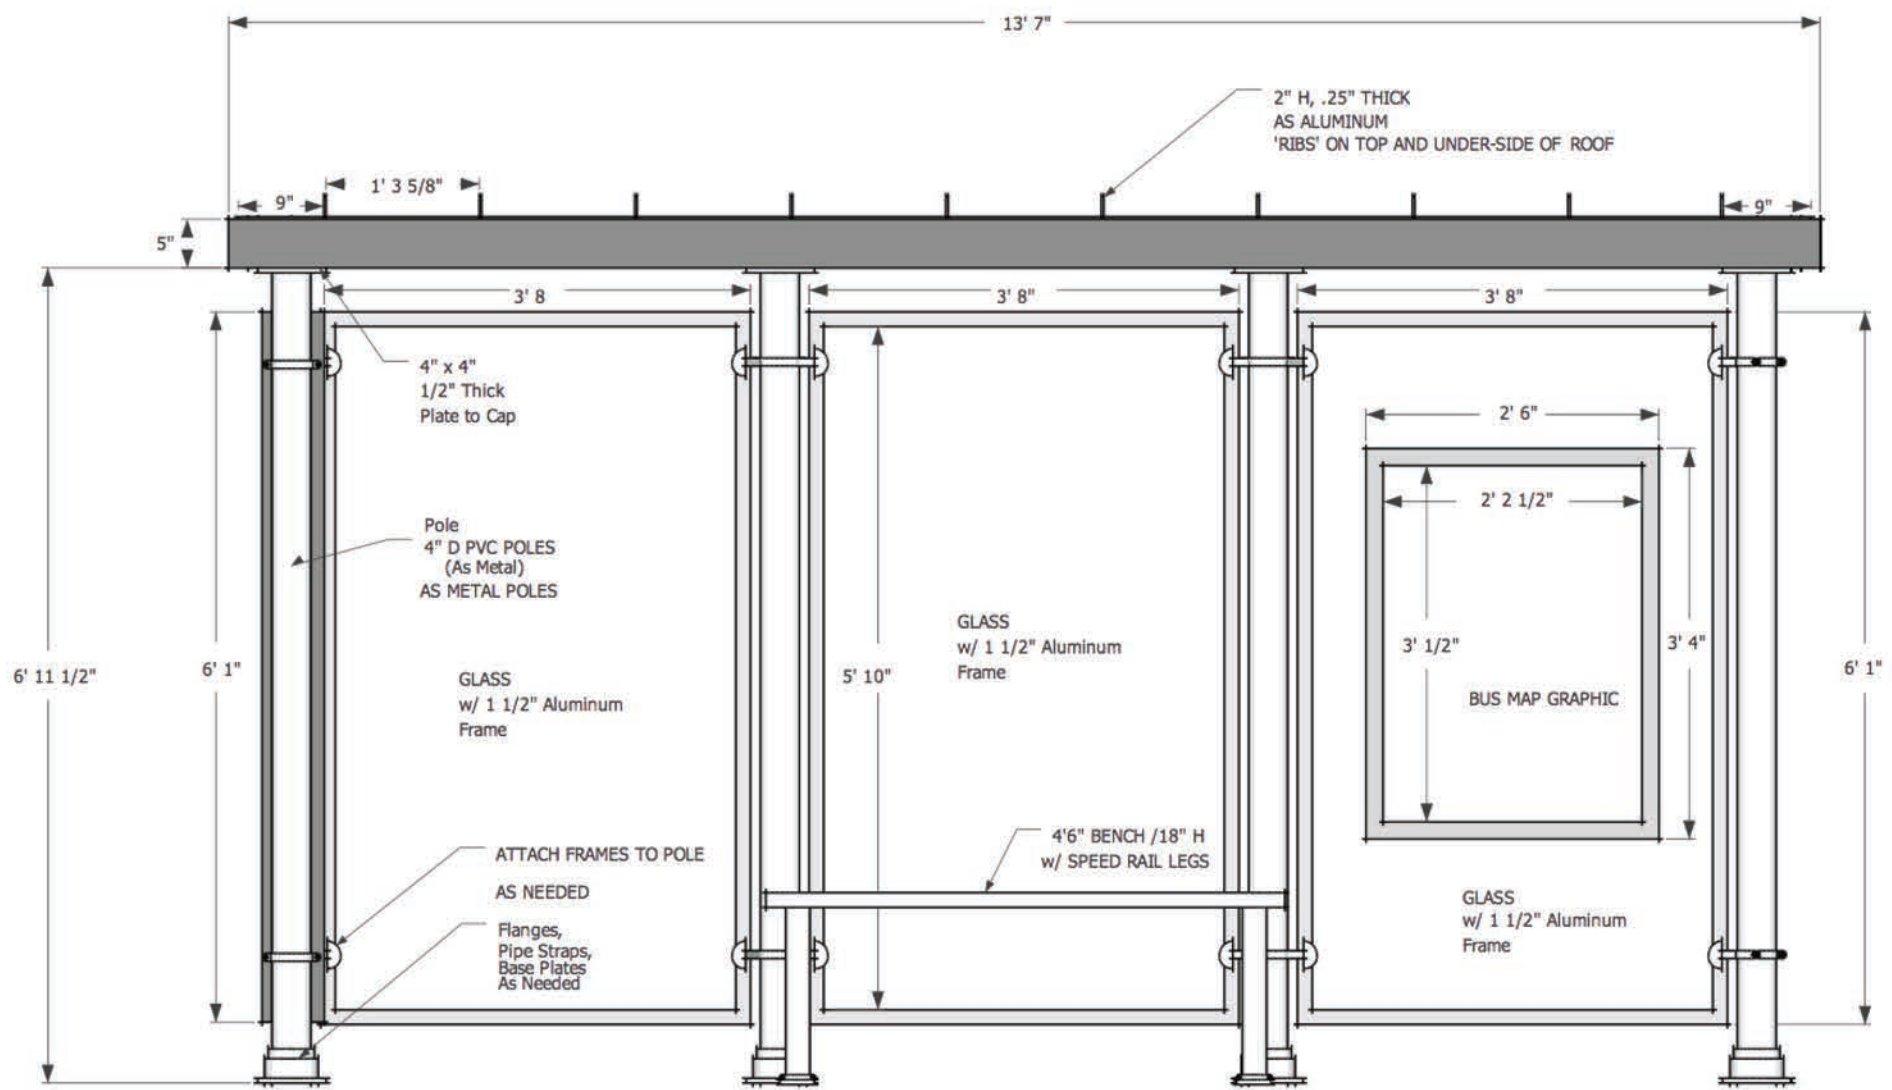 13' 7"
2" H, .25" THICK
AS ALUMINUM
'RIBS' ON TOP AND UNDER-SIDE OF ROOF
1' 3 5/8"
9"
9"
5"
3' 8
3' 8"
3' 8"
4" x 4"
1/2" Thick
Plate to Cap
2' 6"
2' 2 1/2"
Pole
4" D PVC POLES
(As Metal)
AS METAL POLES
GLASS
w/ 1 1/2" Aluminum
Frame
3' 1/2"
3' 4"
6' 11 1/2"
6' 1"
GLASS
w/ 1 1/2" Aluminum
Frame
5' 10"
6' 1"
BUS MAP GRAPHIC
4'6" BENCH /18" H
w/ SPEED RAIL LEGS
ATTACH FRAMES TO POLE
AS NEEDED
GLASS
w/ 1 1/2" Aluminum
Frame
Flanges,
Pipe Straps,
Base Plates
As Needed